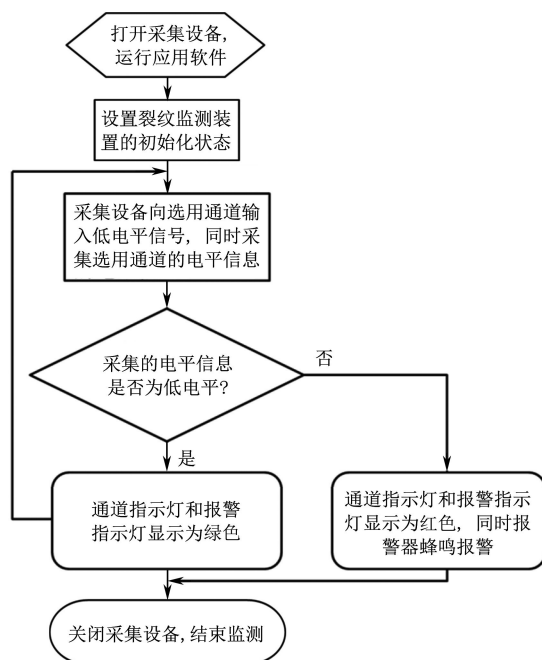 打开采集设备,
运行应用软件
设置裂纹监测装
置的初始化状态
采集设备向选用通道输
入低电平信号, 同时采
集选用通道的电平信息
采集的电平信息
是否为低电平?
否
是
通道指示灯和报警
指示灯显示为绿色
通道指示灯和报警指示
灯显示为红色, 同时报
警器蜂鸣报警
关闭采集设备,结束监测